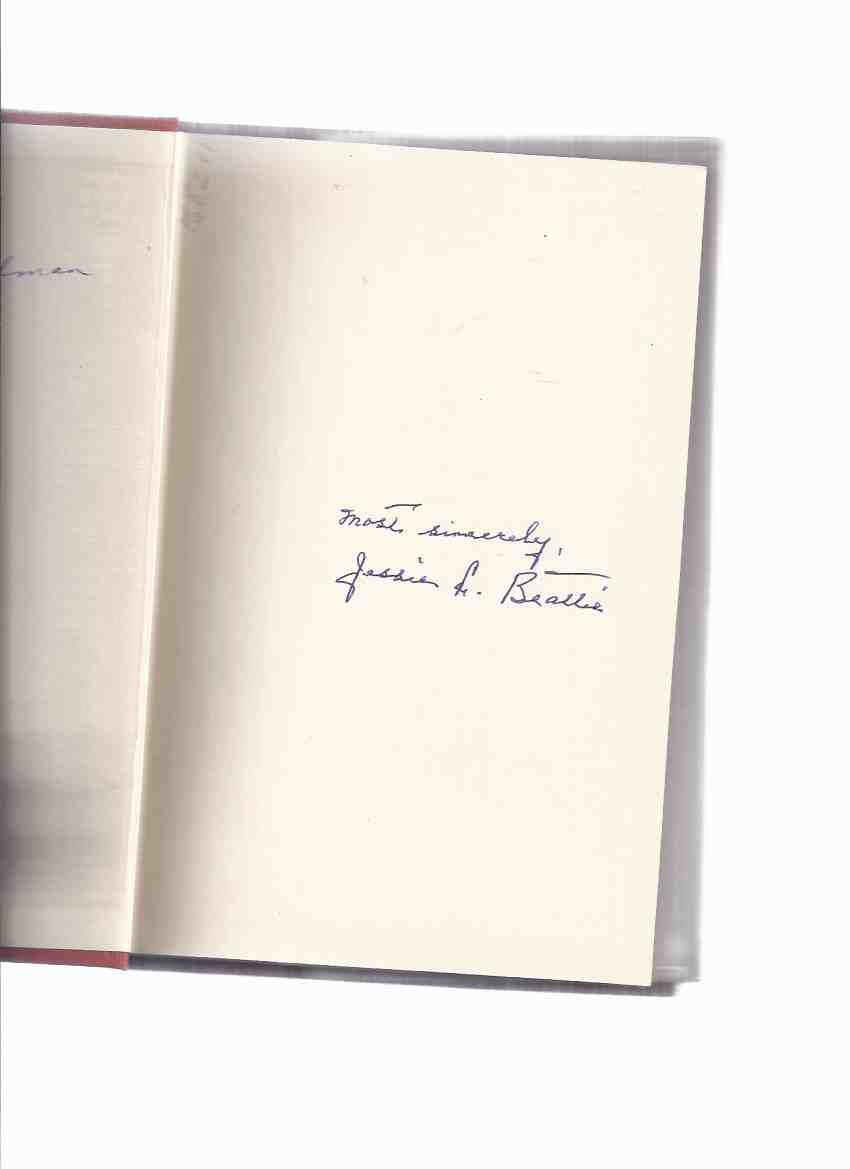 most sincerely,
Jessie L. Beattie